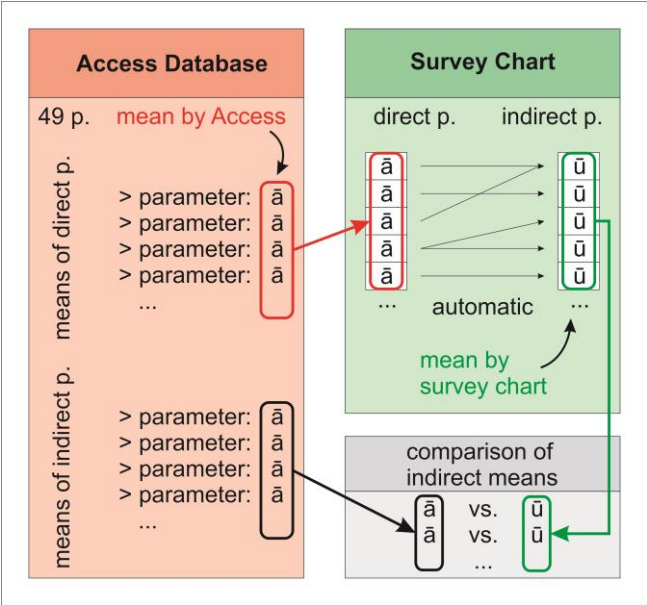 Access Database
49 p.
mean by Access
means of direct p.
> parameter: ā
> parameter: ā
> parameter: ā
> parameter: ā
...
means of indirect p.
> parameter: ā
> parameter: ā
> parameter: ā
> parameter: ā
...
Survey Chart
direct p.
indirect p.
ā ū
ā ū
ā ū
ā ū
ā ū
... automatic ...
mean by
survey chart
comparison of
indirect means
ā vs. ū
ā vs. ū
...